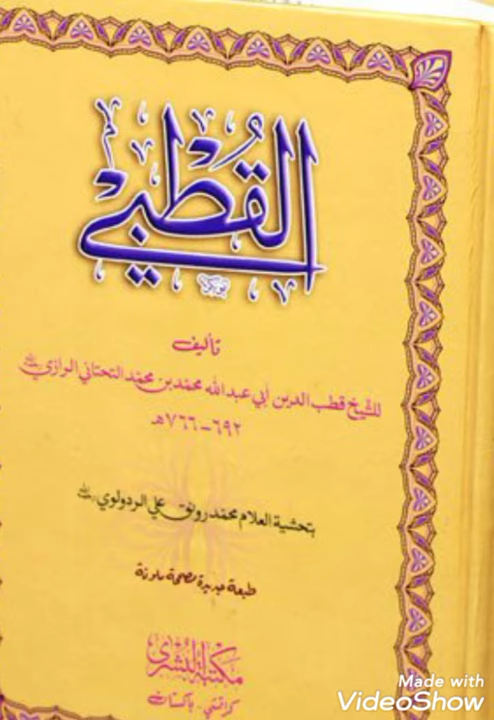 القطبي
تأليف
للشيخ قطب الدين أبي عبد الله محمد بن محمد التحتاني الرازي
٦٩٢-٧٦٦هـ
بتحشية العلام محمد رونق علي الردولوي
طبعة جديدة مصححة ملونة
مكتبة البشرى
كراتشي - باكستان
Made with
VideoShow